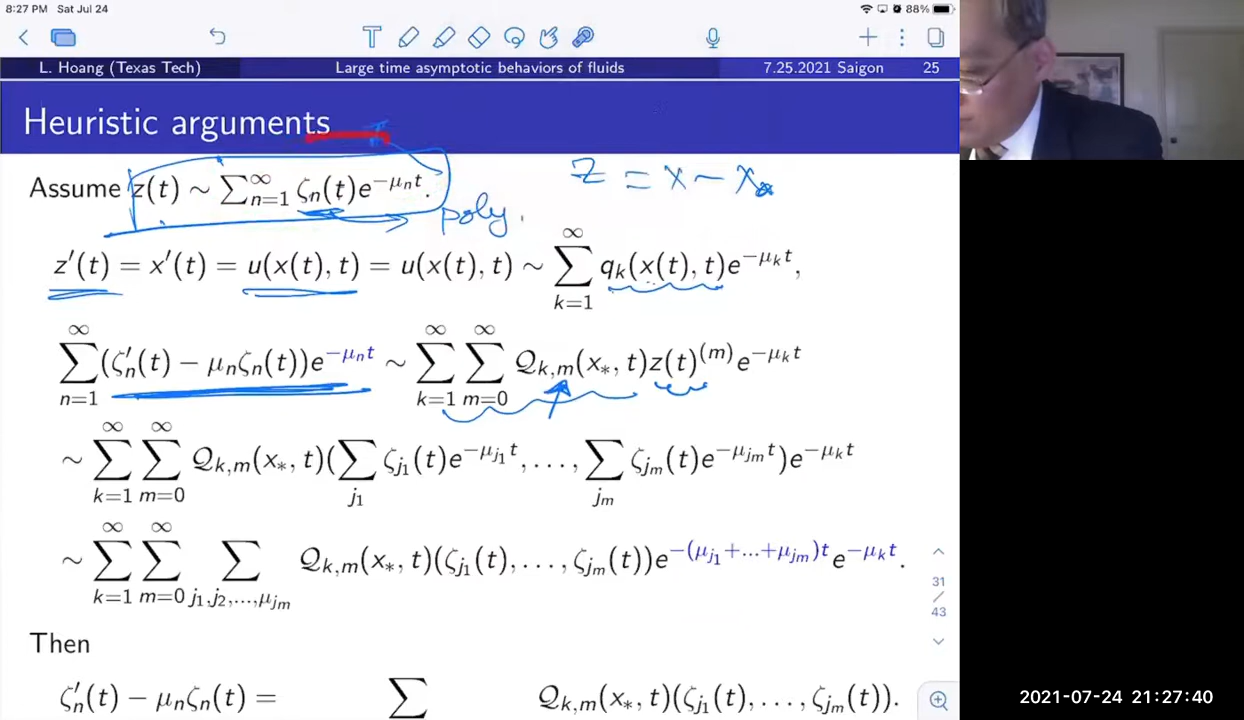 8:27 PM Sat Jul 24 88%
L. Hoang (Texas Tech) Large time asymptotic behaviors of fluids 7.25.2021 Saigon 25
Heuristic arguments
Assume z(t) ∼ ∑_{n=1}^{∞} ζ_n(t)e^{−μ_n t}. z = x − x_*
poly.
z′(t) = x′(t) = u(x(t), t) = u(x(t), t) ∼ ∑_{k=1}^{∞} q_k(x(t), t)e^{−μ_k t},
∑_{n=1}^{∞} (ζ′_n(t) − μ_nζ_n(t))e^{−μ_n t} ∼ ∑_{k=1}^{∞} ∑_{m=0}^{∞} 𝒬_{k,m}(x_*, t)z(t)^{(m)}e^{−μ_k t}
∼ ∑_{k=1}^{∞} ∑_{m=0}^{∞} 𝒬_{k,m}(x_*, t)(∑_{j_1} ζ_{j_1}(t)e^{−μ_{j_1} t}, . . . , ∑_{j_m} ζ_{j_m}(t)e^{−μ_{j_m} t})e^{−μ_k t}
∼ ∑_{k=1}^{∞} ∑_{m=0}^{∞} ∑_{j_1,j_2,...,μ_{j_m}} 𝒬_{k,m}(x_*, t)(ζ_{j_1}(t), . . . , ζ_{j_m}(t))e^{−(μ_{j_1}+...+μ_{j_m})t} e^{−μ_k t}.
31
/
43
Then
ζ′_n(t) − μ_nζ_n(t) = ∑ 𝒬_{k,m}(x_*, t)(ζ_{j_1}(t), . . . , ζ_{j_m}(t)).
2021-07-24 21:27:40